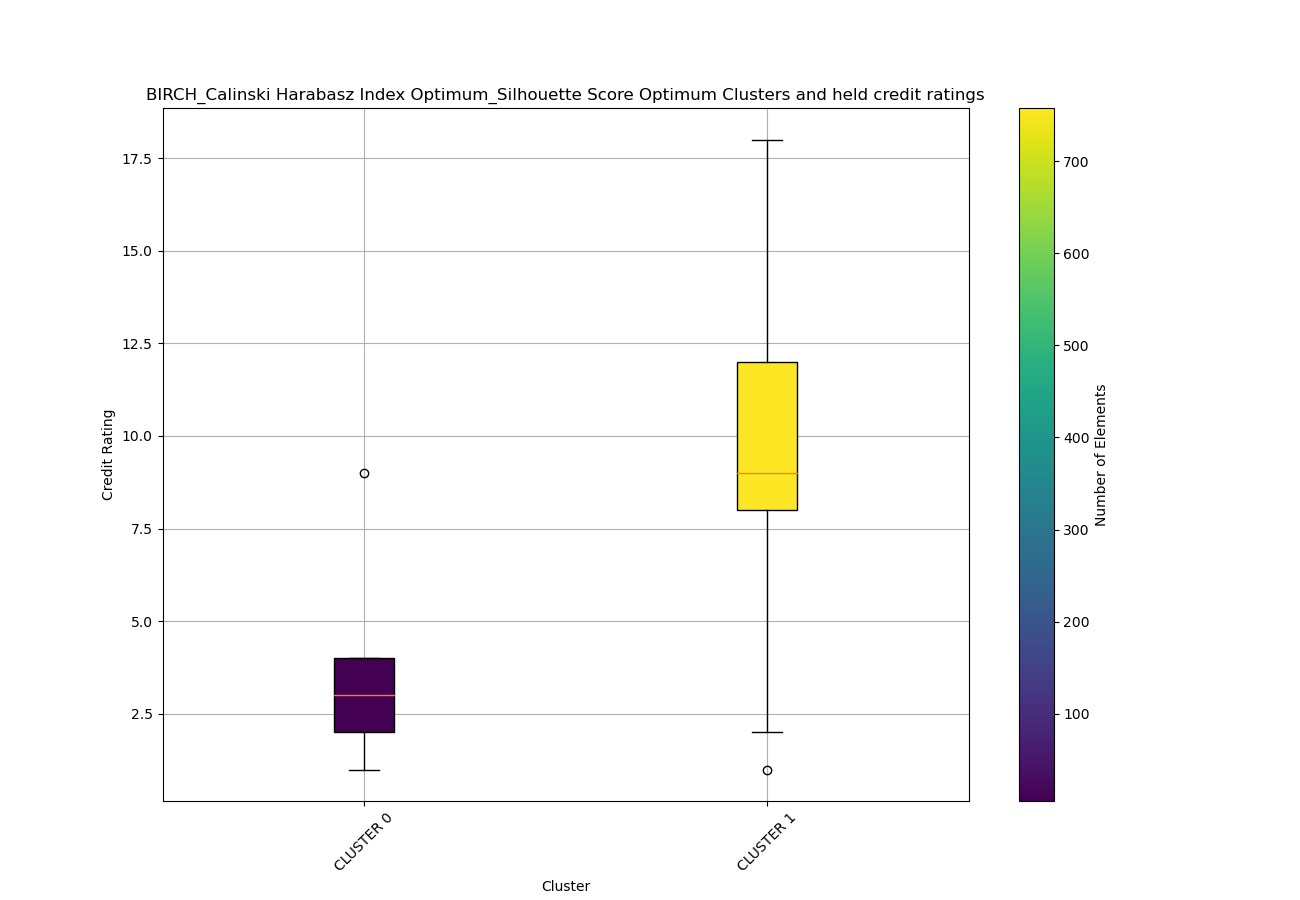 BIRCH_Calinski Harabasz Index Optimum_Silhouette Score Optimum Clusters and held credit ratings
17.5
15.0
12.5
10.0
7.5
5.0
2.5
Credit Rating
CLUSTER 0
CLUSTER 1
Cluster
700
600
500
400
300
200
100
Number of Elements